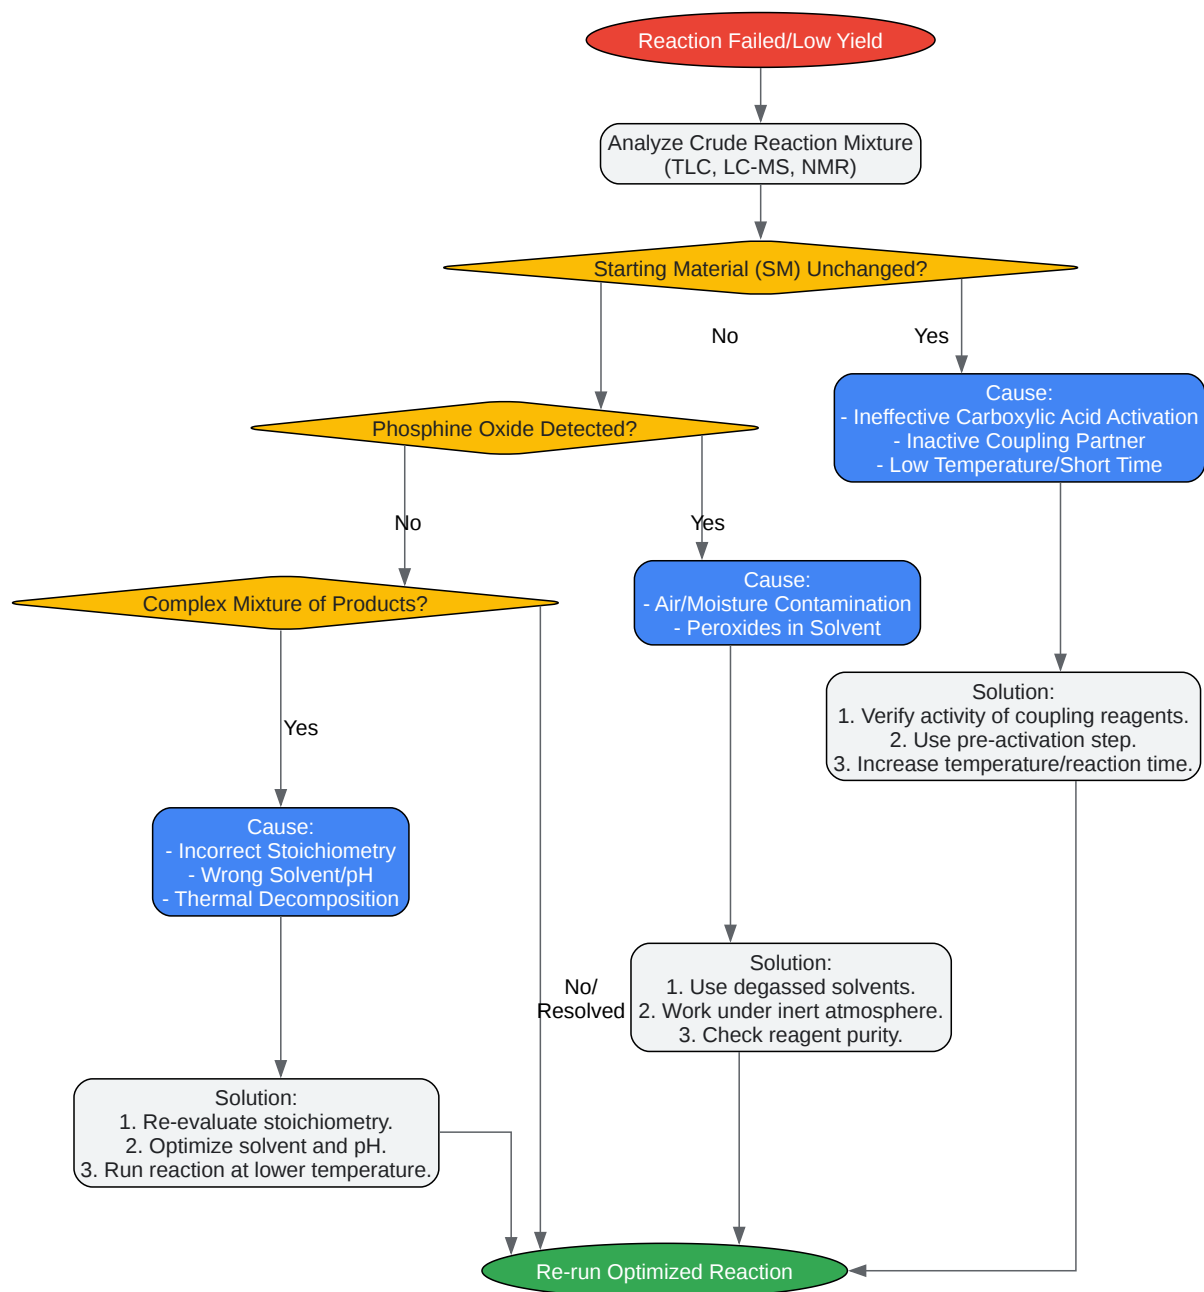 Reaction Failed/Low Yield
Analyze Crude Reaction Mixture
(TLC, LC-MS, NMR)
Starting Material (SM) Unchanged?
No
Yes
Cause:
- Ineffective Carboxylic Acid Activation
- Inactive Coupling Partner
- Low Temperature/Short Time
Phosphine Oxide Detected?
No
Yes
Cause:
- Air/Moisture Contamination
- Peroxides in Solvent
Complex Mixture of Products?
Solution:
1. Verify activity of coupling reagents.
2. Use pre-activation step.
3. Increase temperature/reaction time.
Yes
Cause:
- Incorrect Stoichiometry
- Wrong Solvent/pH
- Thermal Decomposition
No/
Resolved
Solution:
1. Use degassed solvents.
2. Work under inert atmosphere.
3. Check reagent purity.
Solution:
1. Re-evaluate stoichiometry.
2. Optimize solvent and pH.
3. Run reaction at lower temperature.
Re-run Optimized Reaction